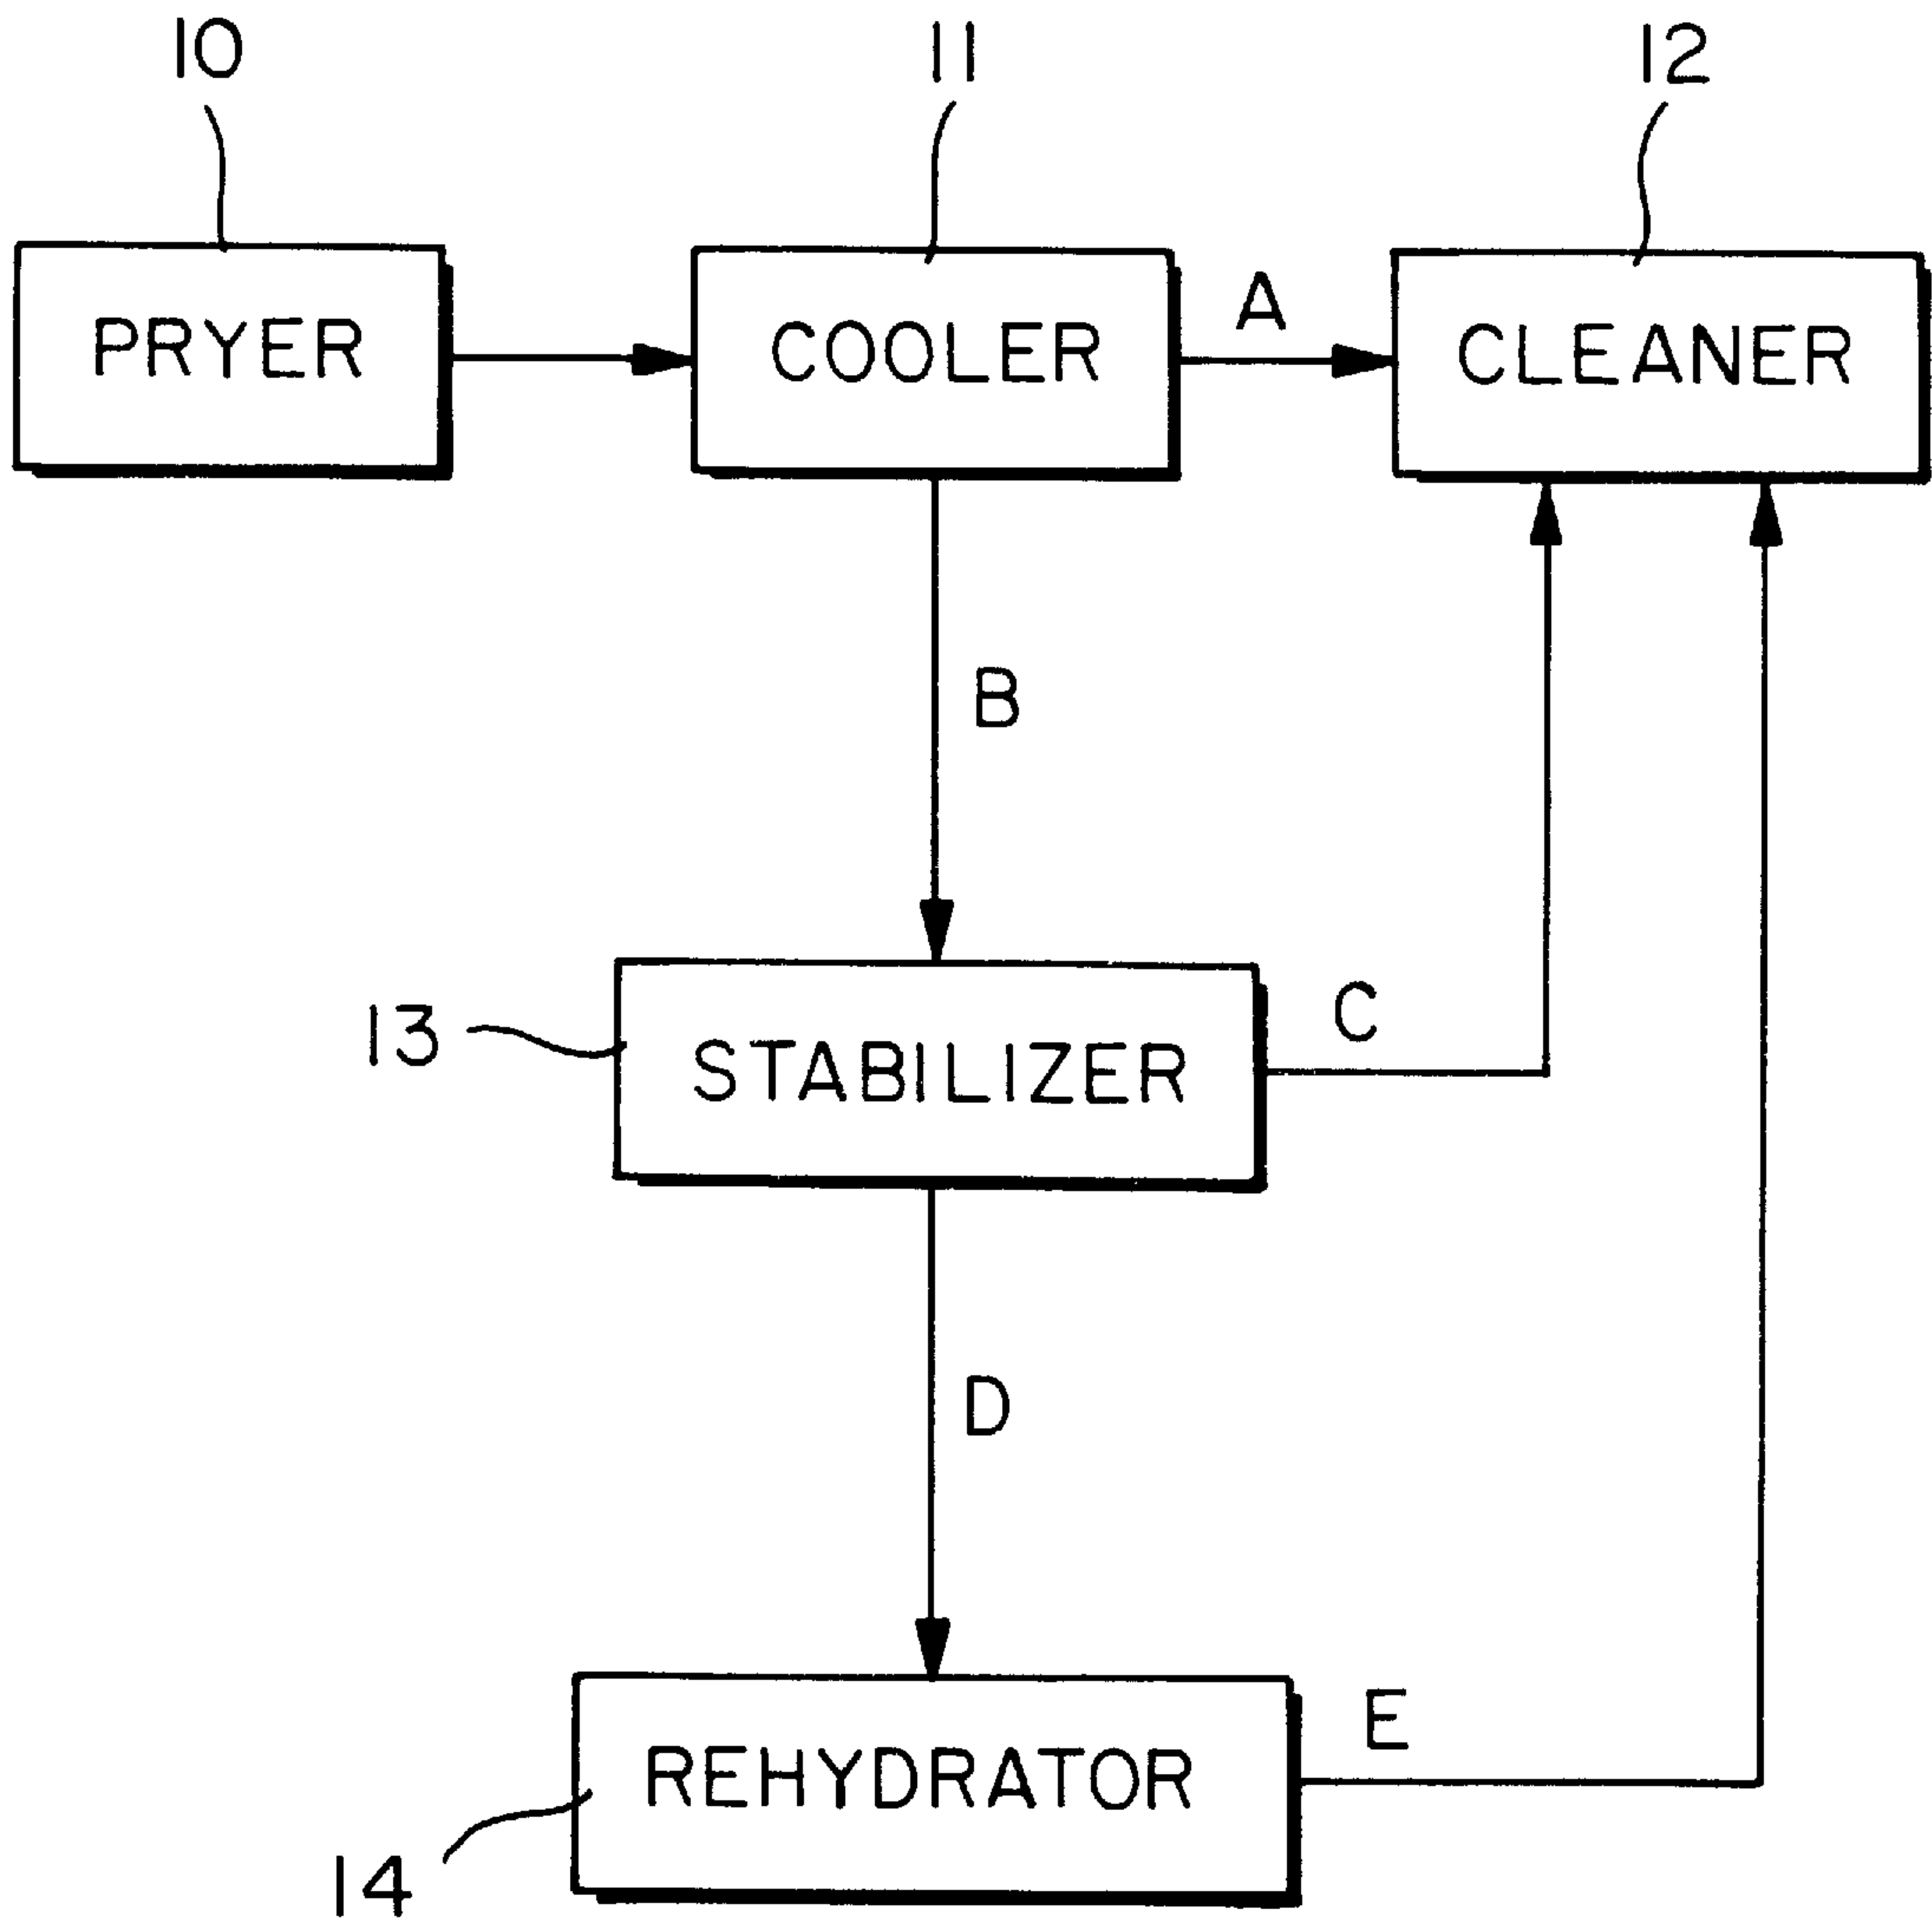 10
11
12
PRYER
COOLER
A
CLEANER
B
13
STABILIZER
C
D
REHYDRATOR
E
14